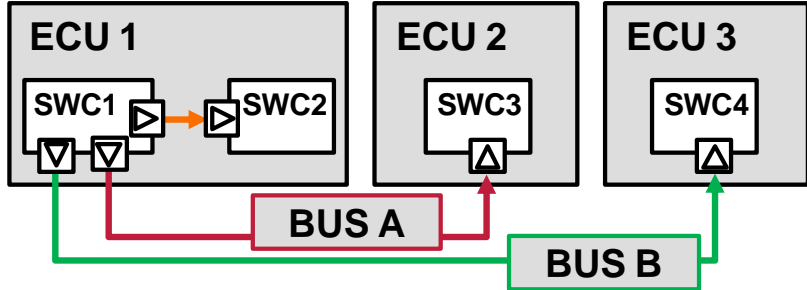 ECU 1
ECU 2
ECU 3
SWC1
SWC2
SWC3
SWC4
BUS A
BUS B